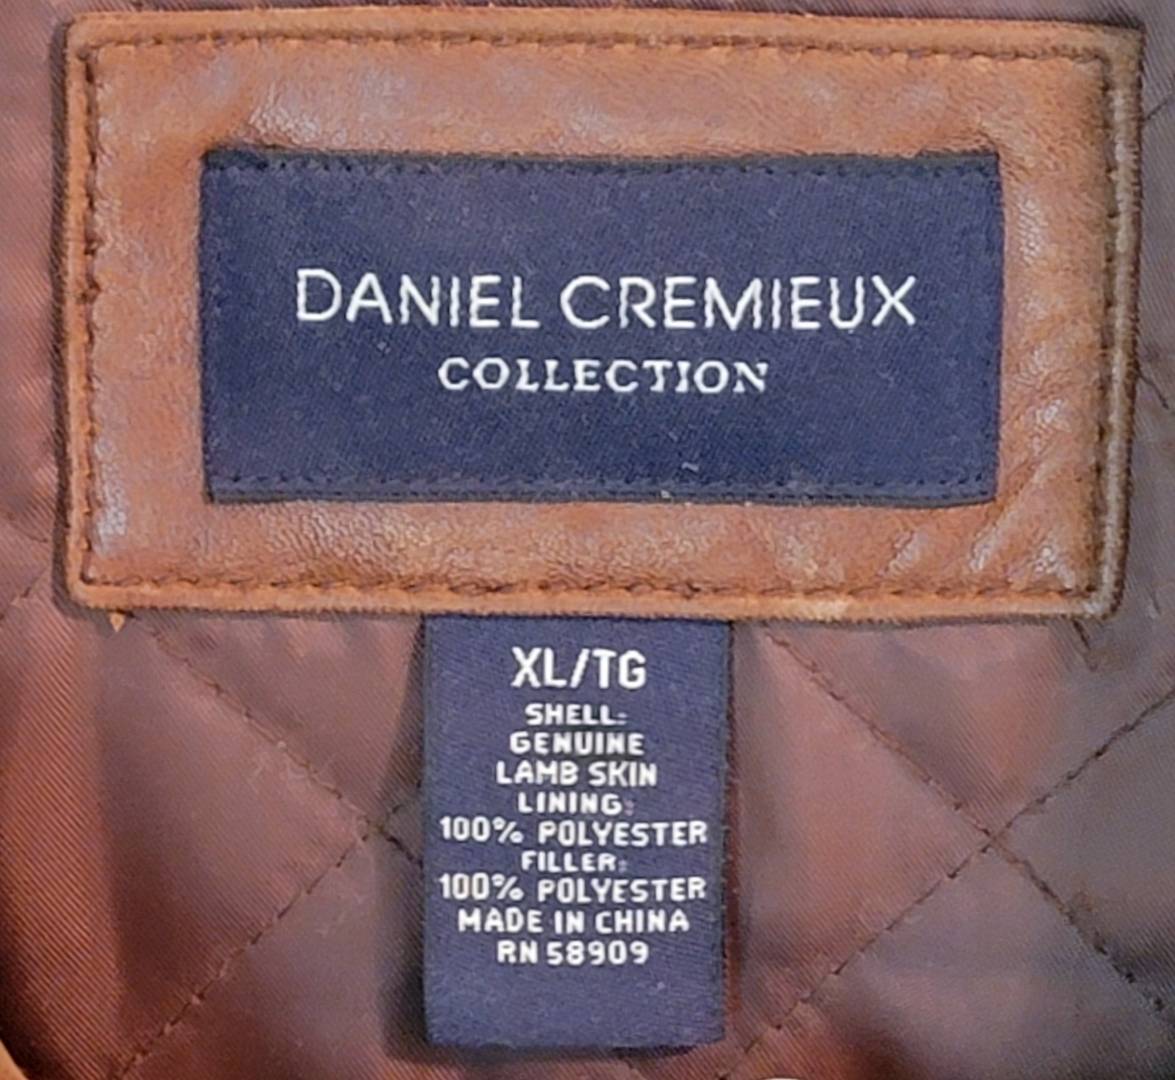 DANIEL CREMIEUX
COLLECTION
XL/TG
SHELL:
GENUINE
LAMB SKIN
LINING:
100% POLYESTER
FILLER:
100% POLYESTER
MADE IN CHINA
RN 58909